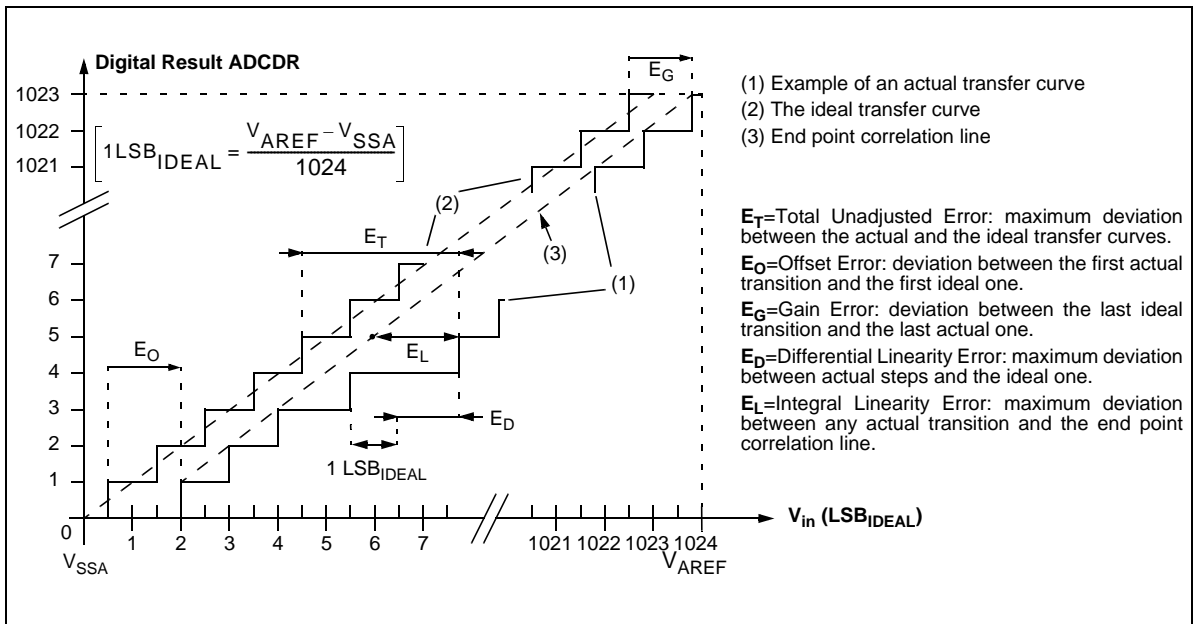 Digital Result ADCDR
E_G
1023
1022
1021
[1LSB_IDEAL = (V_AREF – V_SSA) / 1024]
(2)
(3)
(1)
E_T
7
6
5
4
3
2
1
0
E_O
E_L
E_D
1 LSB_IDEAL
1 2 3 4 5 6 7 1021 1022 1023 1024
V_in (LSB_IDEAL)
V_SSA
V_AREF
(1) Example of an actual transfer curve
(2) The ideal transfer curve
(3) End point correlation line
E_T=Total Unadjusted Error: maximum deviation
between the actual and the ideal transfer curves.
E_O=Offset Error: deviation between the first actual
transition and the first ideal one.
E_G=Gain Error: deviation between the last ideal
transition and the last actual one.
E_D=Differential Linearity Error: maximum deviation
between actual steps and the ideal one.
E_L=Integral Linearity Error: maximum deviation
between any actual transition and the end point
correlation line.